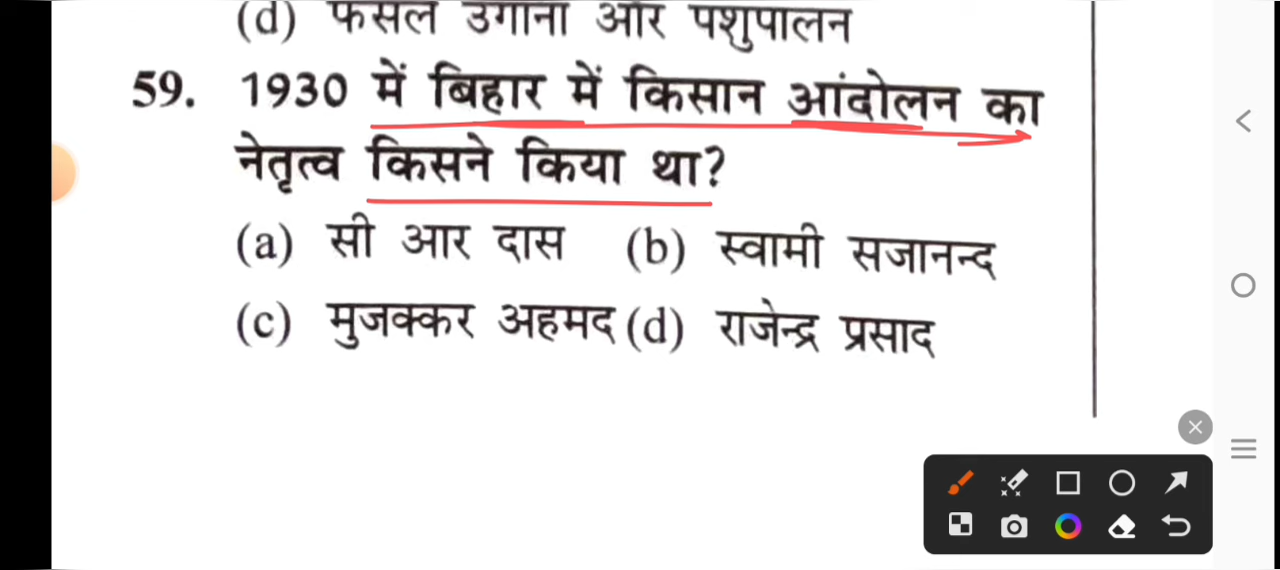 (d) फसल उगाना और पशुपालन
59. 1930 में बिहार में किसान आंदोलन का
नेतृत्व किसने किया था?
(a) सी आर दास (b) स्वामी सजानन्द
(c) मुजक्कर अहमद (d) राजेन्द्र प्रसाद